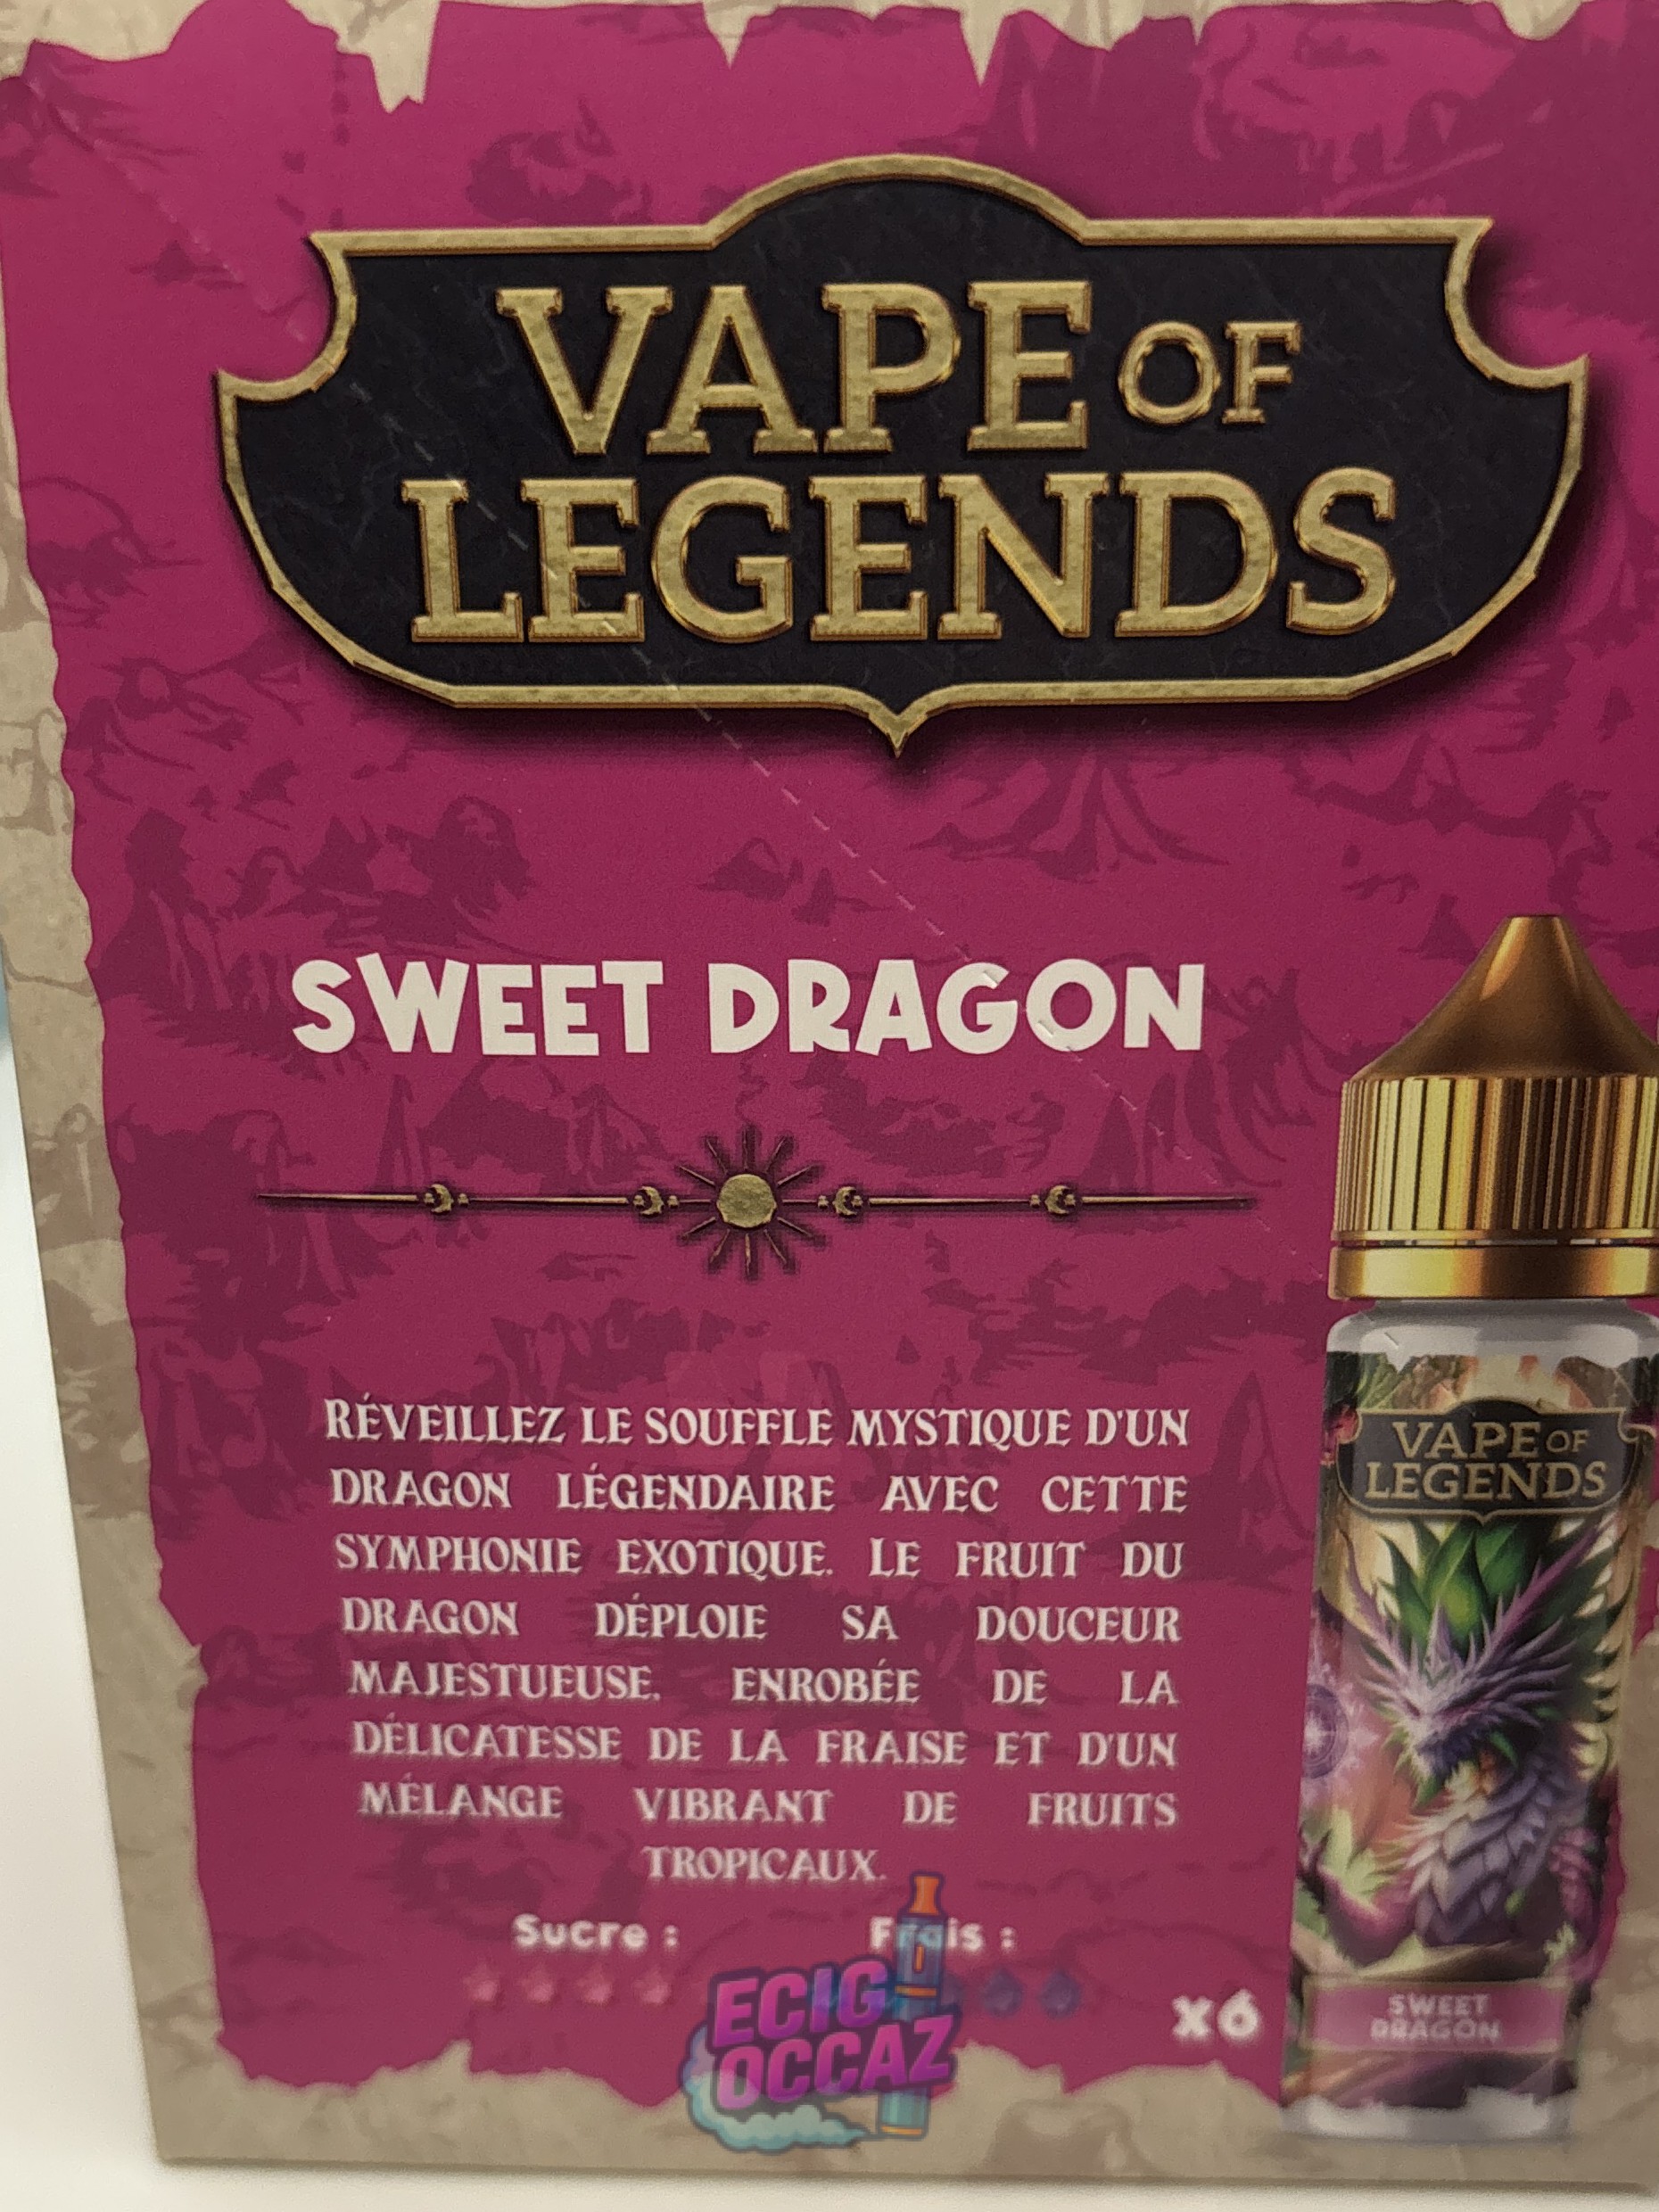 VAPE OF
LEGENDS
SWEET DRAGON
RÉVEILLEZ LE SOUFFLE MYSTIQUE D'UN
DRAGON LÉGENDAIRE AVEC CETTE
SYMPHONIE EXOTIQUE. LE FRUIT DU
DRAGON DÉPLOIE SA DOUCEUR
MAJESTUEUSE, ENROBÉE DE LA
DÉLICATESSE DE LA FRAISE ET D'UN
MÉLANGE VIBRANT DE FRUITS
TROPICAUX.
Sucre : Frais :
x6
VAPE OF
LEGENDS
SWEET
DRAGON
ECIG
OCCAZ